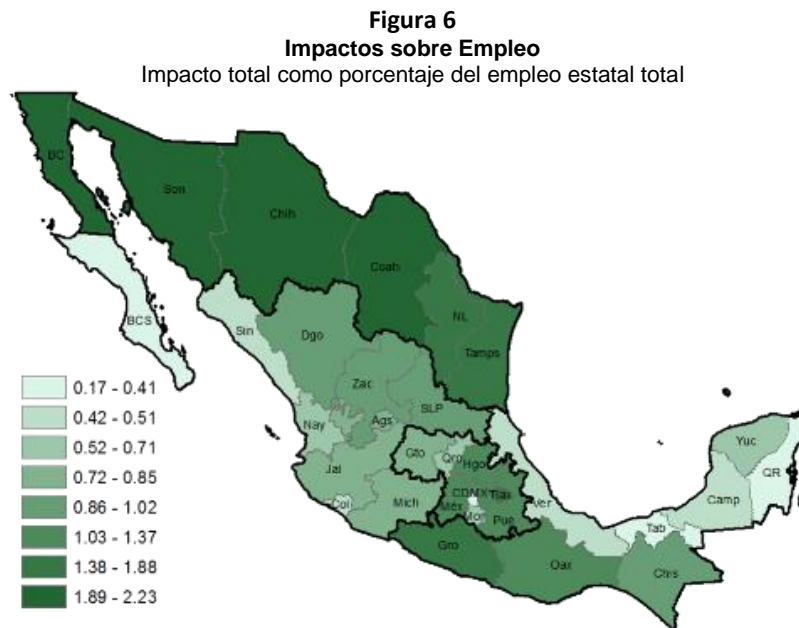 Figura 6
Impactos sobre Empleo
Impacto total como porcentaje del empleo estatal total
BC
Son
Chih
Coah
NL
Tamps
BCS
Sin
Dgo
Zac
SLP
Nay
Ags
Gto
Qro
Hgo
Jal
Col
Mich
CDMX
Tlax
Méx
Mor
Pue
Ver
Gro
Oax
Tab
Chis
Camp
Yuc
QR
0.17 - 0.41
0.42 - 0.51
0.52 - 0.71
0.72 - 0.85
0.86 - 1.02
1.03 - 1.37
1.38 - 1.88
1.89 - 2.23